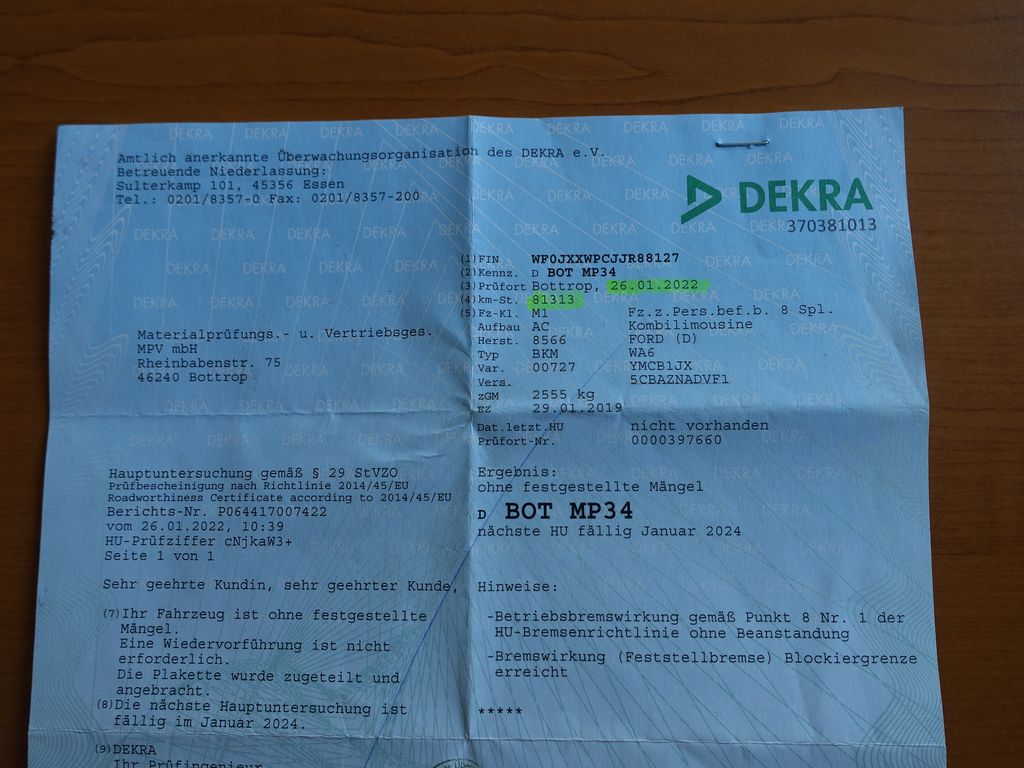 Amtlich anerkannte Überwachungsorganisation des DEKRA e.V.
Betreuende Niederlassung:
Sulterkamp 101, 45356 Essen
Tel.: 0201/8357-0 Fax: 0201/8357-200
DEKRA
370381013
(1) FIN WF0JXXWPCJJR88127
(2) Kennz. D BOT MP34
(3) Prüfort Bottrop, 26.01.2022
(4) km-St. 81313
(5) Fz-Kl. M1 Fz.z.Pers.bef.b. 8 Spl.
Aufbau AC Kombilimousine
Herst. 8566 FORD (D)
Typ BKM WA6
Var. 00727 YMCB1JX
Vers. 5CBAZNADVF1
zGM 2555 kg
EZ 29.01.2019
Dat.letzt.HU nicht vorhanden
Prüfort-Nr. 0000397660
Materialprüfungs.- u. Vertriebsges.
MPV mbH
Rheinbabenstr. 75
46240 Bottrop
Hauptuntersuchung gemäß § 29 StVZO
Prüfbescheinigung nach Richtlinie 2014/45/EU
Roadworthiness Certificate according to 2014/45/EU
Berichts-Nr. P064417007422
vom 26.01.2022, 10:39
HU-Prüfziffer cNjkaW3+
Seite 1 von 1
Ergebnis:
ohne festgestellte Mängel
D BOT MP34
nächste HU fällig Januar 2024
Sehr geehrte Kundin, sehr geehrter Kunde,
(7) Ihr Fahrzeug ist ohne festgestellte
Mängel.
Eine Wiedervorführung ist nicht
erforderlich.
Die Plakette wurde zugeteilt und
angebracht.
(8) Die nächste Hauptuntersuchung ist
fällig im Januar 2024.
(9) DEKRA
Ihr Prüfingenieur
Hinweise:
-Betriebsbremswirkung gemäß Punkt 8 Nr. 1 der
HU-Bremsenrichtlinie ohne Beanstandung
-Bremswirkung (Feststellbremse) Blockiergrenze
erreicht
*****